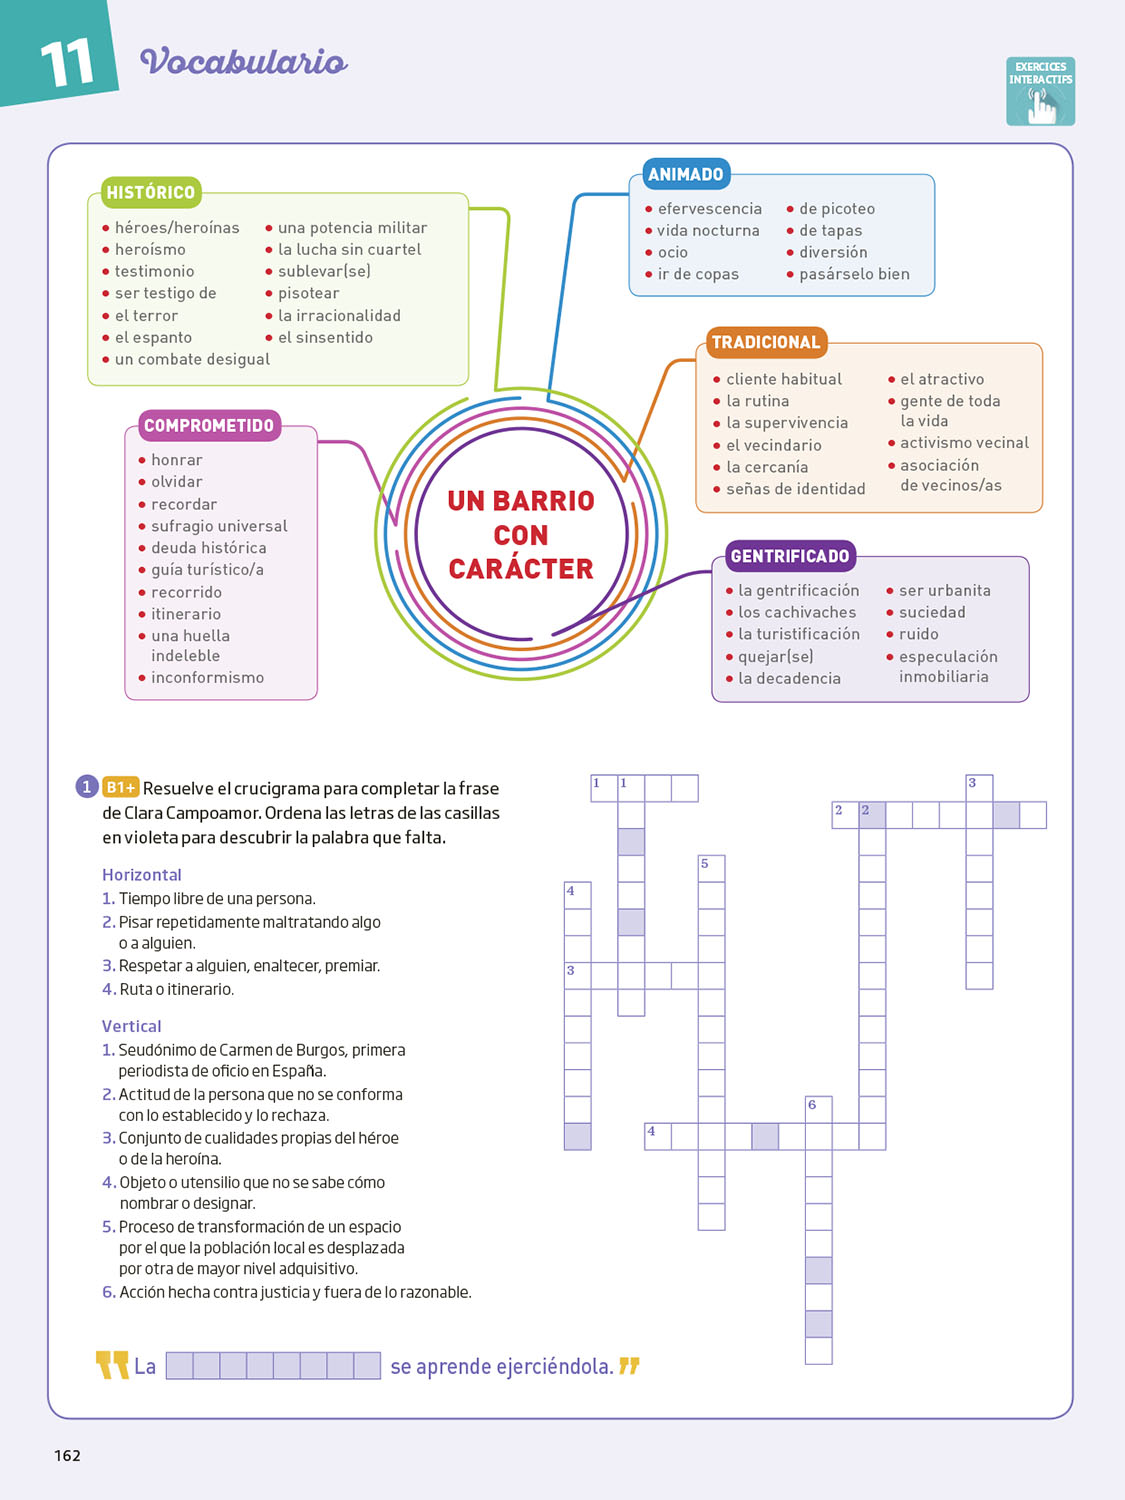 11
Vocabulario
EXERCICES
INTERACTIFS
HISTÓRICO
• héroes/heroínas
• heroísmo
• testimonio
• ser testigo de
• el terror
• el espanto
• un combate desigual
• una potencia militar
• la lucha sin cuartel
• sublevar(se)
• pisotear
• la irracionalidad
• el sinsentido
ANIMADO
• efervescencia
• vida nocturna
• ocio
• ir de copas
• de picoteo
• de tapas
• diversión
• pasárselo bien
TRADICIONAL
• cliente habitual
• la rutina
• la supervivencia
• el vecindario
• la cercanía
• señas de identidad
• el atractivo
• gente de toda
la vida
• activismo vecinal
• asociación
de vecinos/as
COMPROMETIDO
• honrar
• olvidar
• recordar
• sufragio universal
• deuda histórica
• guía turístico/a
• recorrido
• itinerario
• una huella
indeleble
• inconformismo
UN BARRIO
CON
CARÁCTER
GENTRIFICADO
• la gentrificación
• los cachivaches
• la turistificación
• quejar(se)
• la decadencia
• ser urbanita
• suciedad
• ruido
• especulación
inmobiliaria
1 B1+ Resuelve el crucigrama para completar la frase
de Clara Campoamor. Ordena las letras de las casillas
en violeta para descubrir la palabra que falta.
Horizontal
1. Tiempo libre de una persona.
2. Pisar repetidamente maltratando algo
o a alguien.
3. Respetar a alguien, enaltecer, premiar.
4. Ruta o itinerario.
Vertical
1. Seudónimo de Carmen de Burgos, primera
periodista de oficio en España.
2. Actitud de la persona que no se conforma
con lo establecido y lo rechaza.
3. Conjunto de cualidades propias del héroe
o de la heroína.
4. Objeto o utensilio que no se sabe cómo
nombrar o designar.
5. Proceso de transformación de un espacio
por el que la población local es desplazada
por otra de mayor nivel adquisitivo.
6. Acción hecha contra justicia y fuera de lo razonable.
1 1
3
2 2
5
4
3
6
4
" La se aprende ejerciéndola. "
162